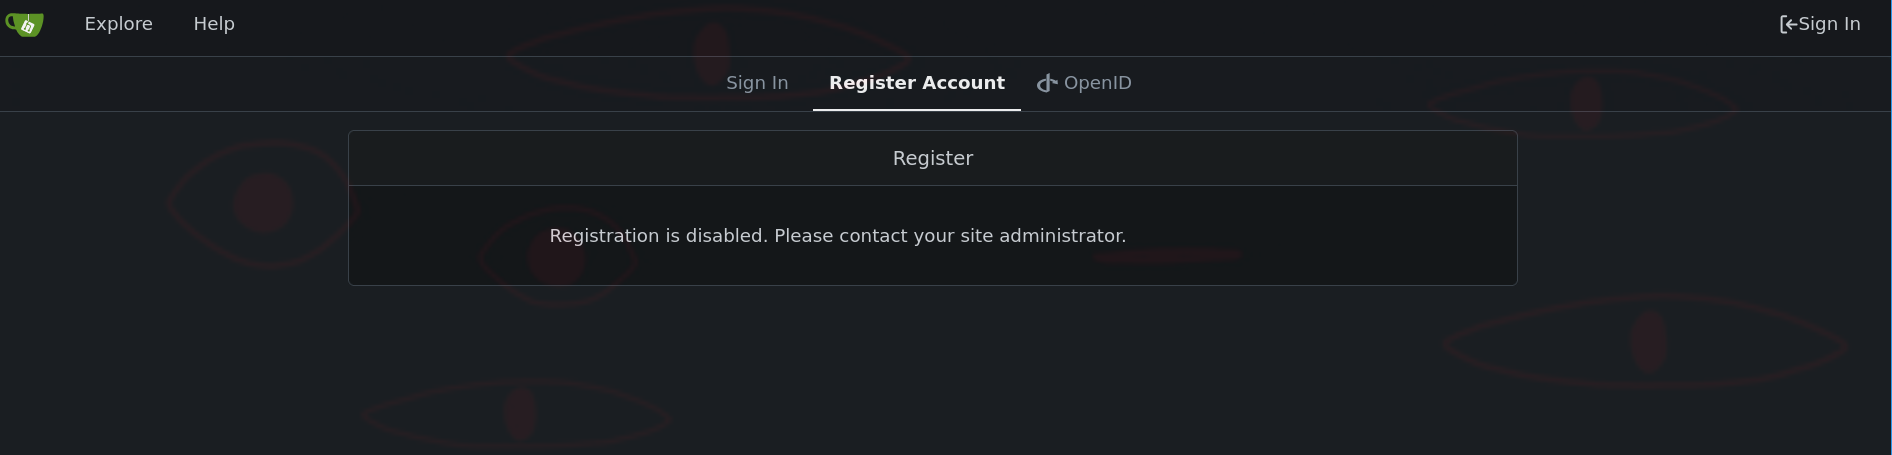 Explore Help Sign In
Sign In Register Account OpenID
Register
Registration is disabled. Please contact your site administrator.